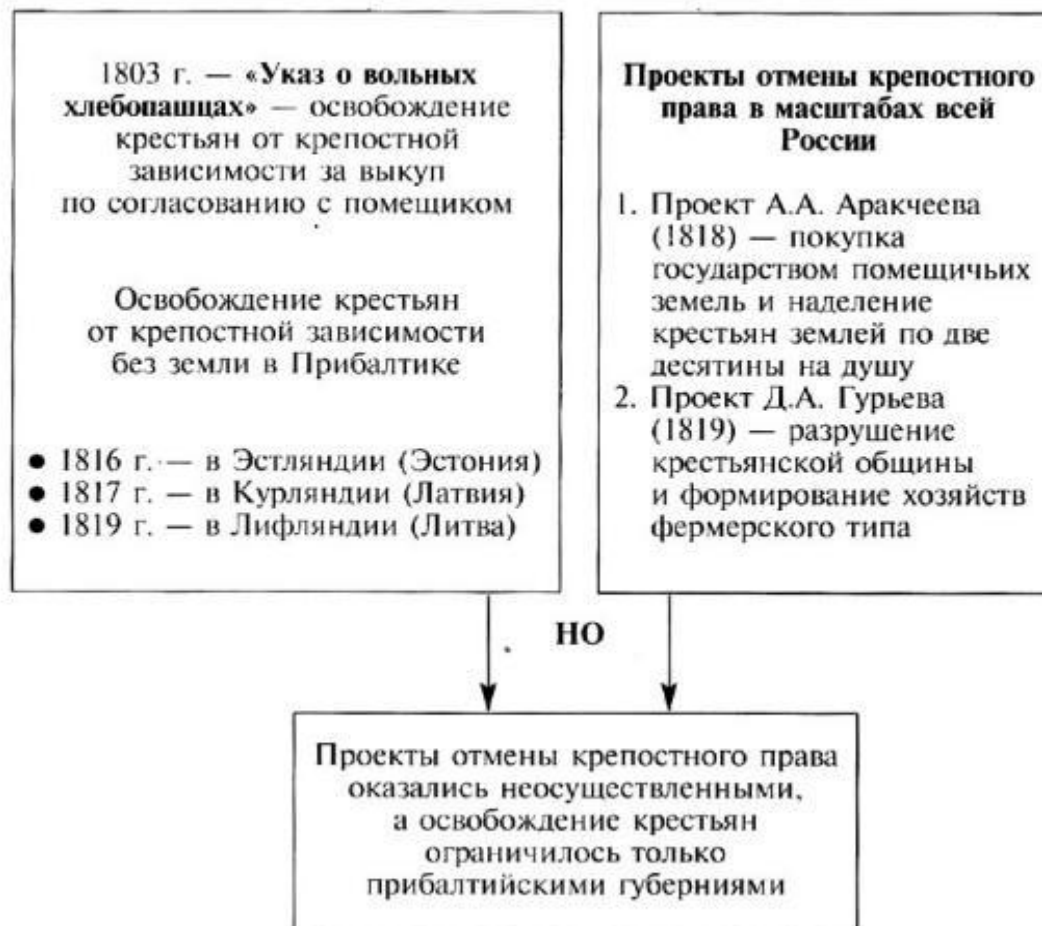 1803 г. — «Указ о вольных
хлебопашцах» — освобождение
крестьян от крепостной
зависимости за выкуп
по согласованию с помещиком
Освобождение крестьян
от крепостной зависимости
без земли в Прибалтике
● 1816 г. — в Эстляндии (Эстония)
● 1817 г. — в Курляндии (Латвия)
● 1819 г. — в Лифляндии (Литва)
Проекты отмены крепостного
права в масштабах всей
России
1. Проект А.А. Аракчеева
(1818) — покупка
государством помещичьих
земель и наделение
крестьян землей по две
десятины на душу
2. Проект Д.А. Гурьева
(1819) — разрушение
крестьянской общины
и формирование хозяйств
фермерского типа
НО
Проекты отмены крепостного права
оказались неосуществленными,
а освобождение крестьян
ограничилось только
прибалтийскими губерниями